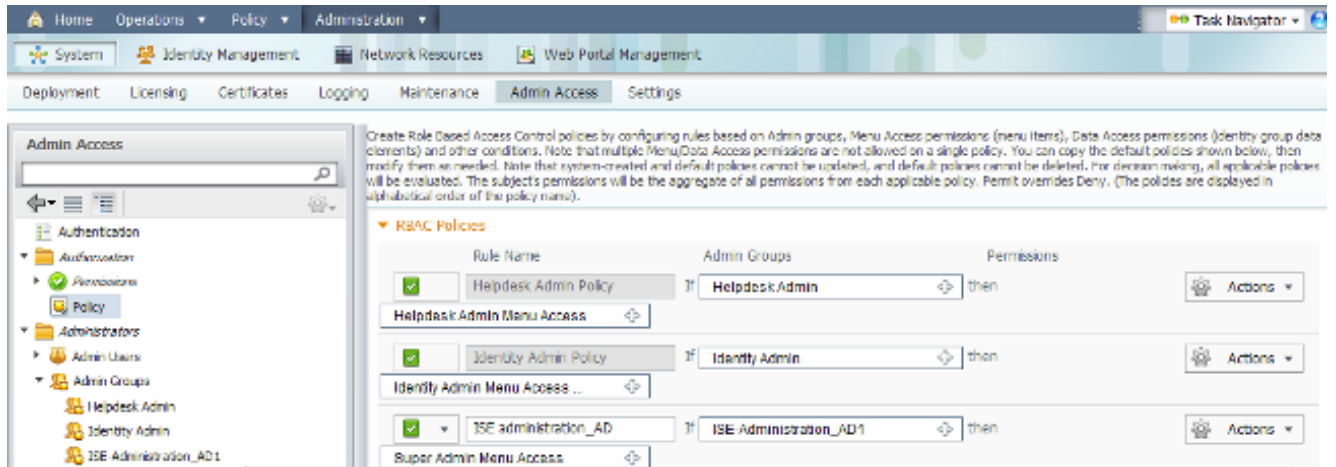 Home Operations Policy Administration Task Navigator
System Identity Management Network Resources Web Portal Management
Deployment Licensing Certificates Logging Maintenance Admin Access Settings
Admin Access
Authentication
Authorization
Permissions
Policy
Administrators
Admin Users
Admin Groups
Helpdesk Admin
Identity Admin
ISE-Administration_AD1
Create Role Based Access Control policies by configuring rules based on Admin groups, Menu Access permissions (menu items), Data Access permissions (identity group data
elements) and other conditions. Note that multiple Menu/Data Access permissions are not allowed on a single policy. You can copy the default policies shown below, then
modify them as needed. Note that system-created and default policies cannot be updated, and default policies cannot be deleted. For decision making, all applicable policies
will be evaluated. The subject's permissions will be the aggregate of all permissions from each applicable policy. Permit overrides Deny. (The policies are displayed in
alphabetical order of the policy name).
RBAC Policies
Rule Name Admin Groups Permissions
Helpdesk Admin Policy If Helpdesk Admin then Actions
Helpdesk Admin Menu Access
Identity Admin Policy If Identity Admin then Actions
Identity Admin Menu Access ...
ISE administration_AD If ISE-Administration_AD1 then Actions
Super Admin Menu Access